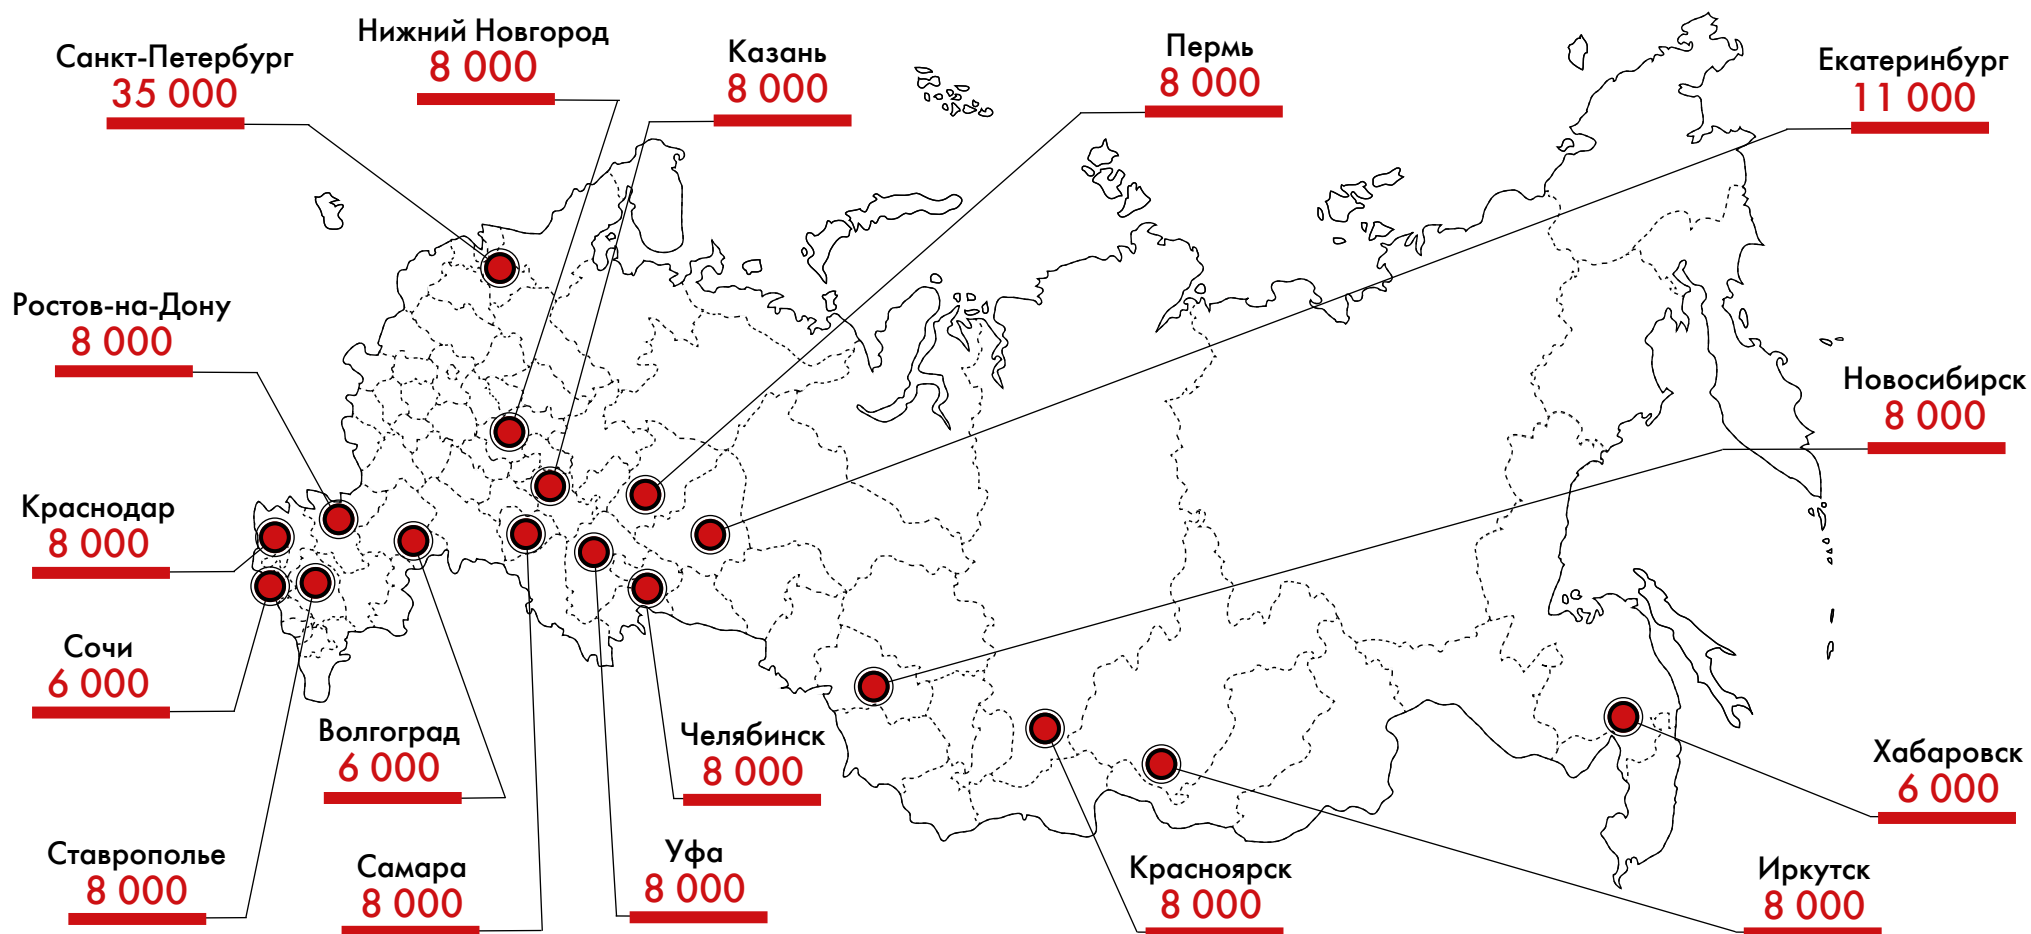 Санкт-Петербург
35 000
Нижний Новгород
8 000
Казань
8 000
Пермь
8 000
Екатеринбург
11 000
Ростов-на-Дону
8 000
Новосибирск
8 000
Краснодар
8 000
Сочи
6 000
Волгоград
6 000
Челябинск
8 000
Хабаровск
6 000
Ставрополье
8 000
Самара
8 000
Уфа
8 000
Красноярск
8 000
Иркутск
8 000